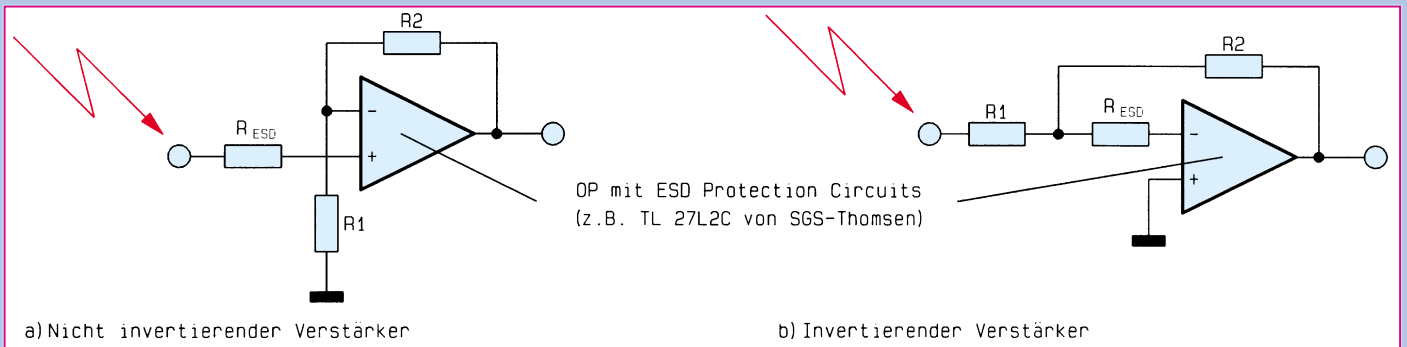 R2
R ESD
-
+
R1
a) Nicht invertierender Verstärker
OP mit ESD Protection Circuits
(z.B. TL 27L2C von SGS-Thomsen)
R2
R1
R ESD
-
+
b) Invertierender Verstärker